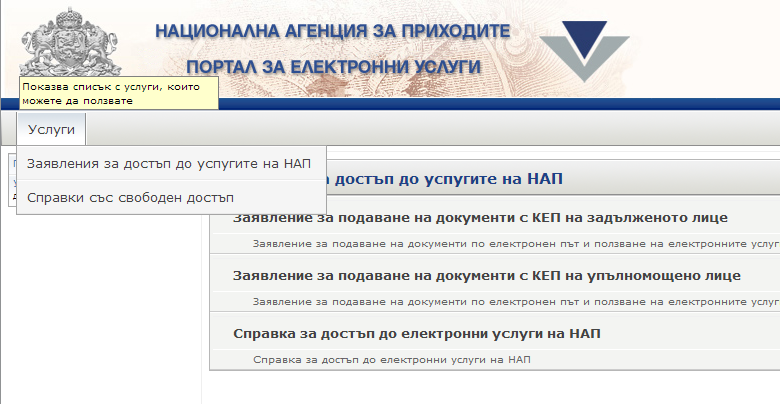 НАЦИОНАЛНА АГЕНЦИЯ ЗА ПРИХОДИТЕ
ПОРТАЛ ЗА ЕЛЕКТРОННИ УСЛУГИ
Показва списък с услуги, които
можете да ползвате
Услуги
Заявления за достъп до услугите на НАП
Справки със свободен достъп
достъп до услугите на НАП
Заявление за подаване на документи с КЕП на задълженото лице
Заявление за подаване на документи по електронен път и ползване на електронните услуг
Заявление за подаване на документи с КЕП на упълномощено лице
Заявление за подаване на документи по електронен път и ползване на електронните услуг
Справка за достъп до електронни услуги на НАП
Справка за достъп до електронни услуги на НАП